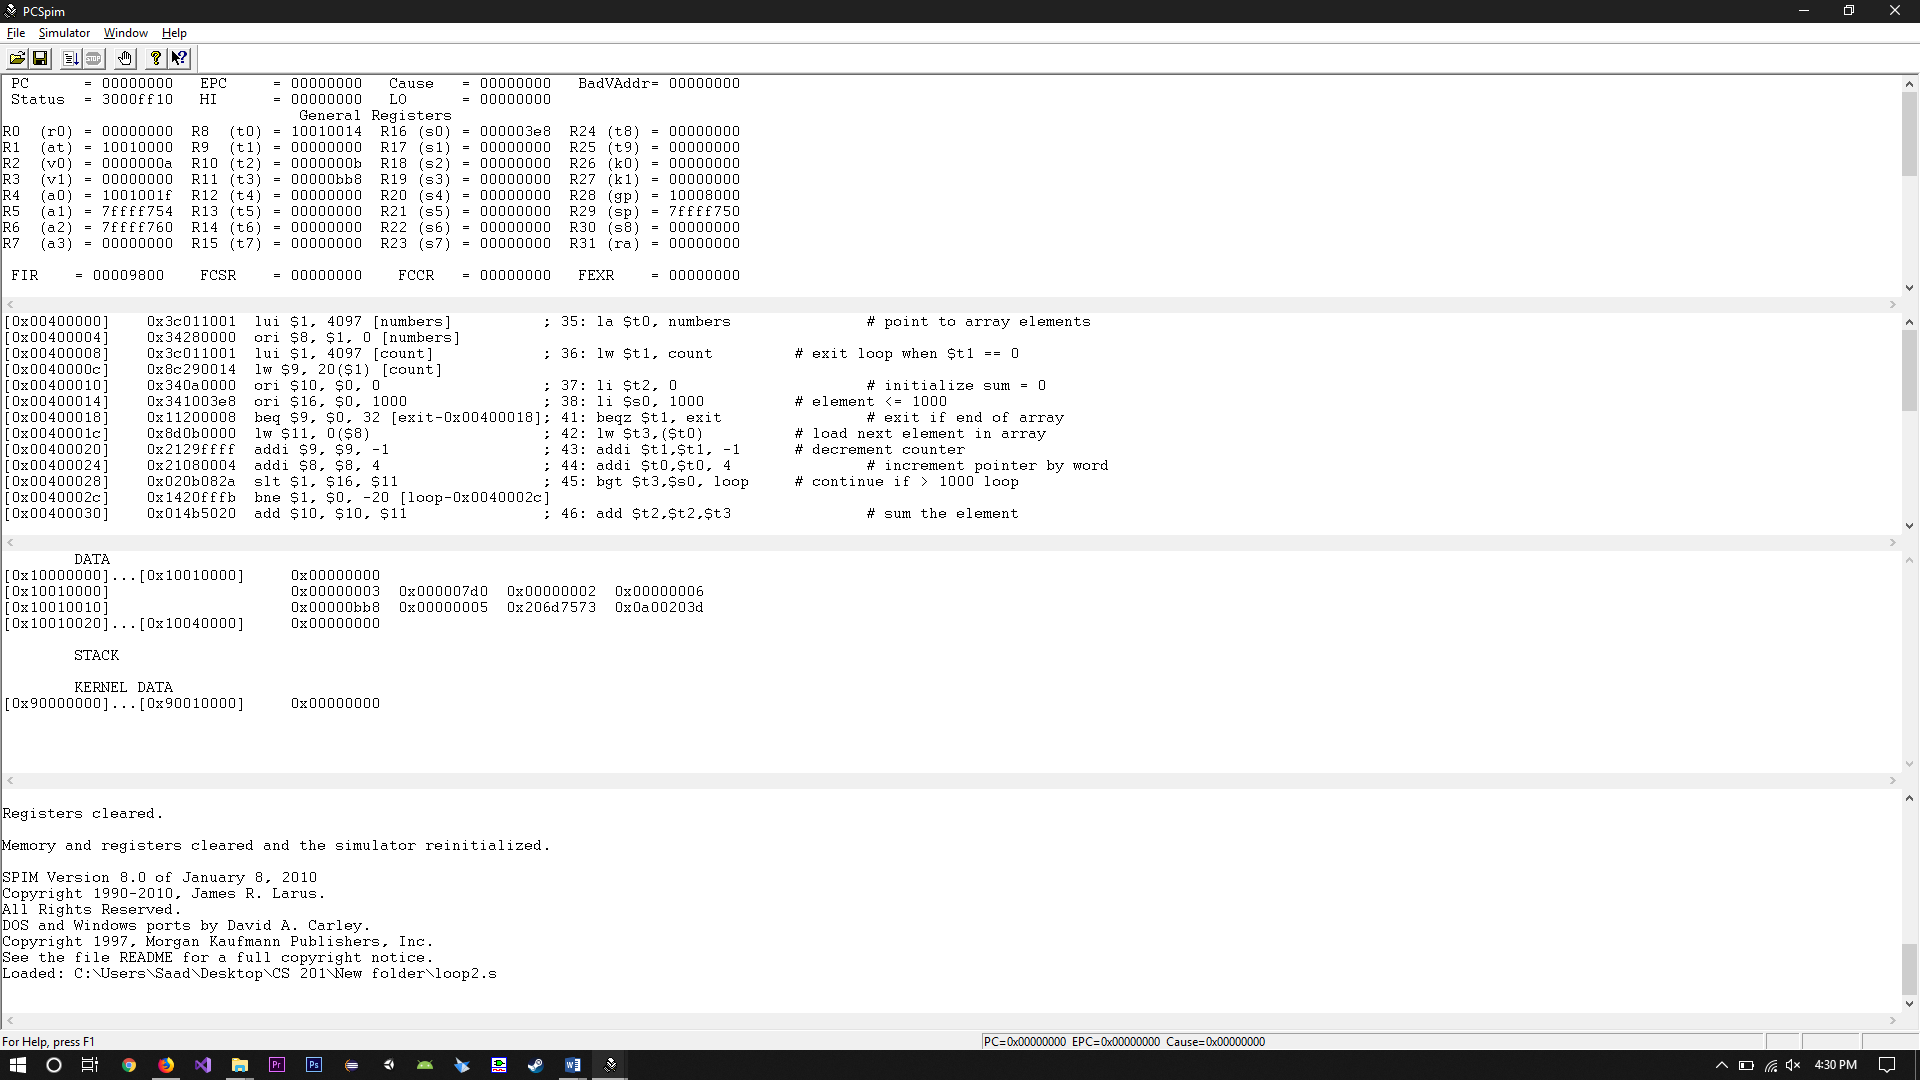 PCSpim
File Simulator Window Help
PC = 00000000 EPC = 00000000 Cause = 00000000 BadVAddr= 00000000
Status = 3000ff10 HI = 00000000 LO = 00000000
General Registers
R0 (r0) = 00000000 R8 (t0) = 10010014 R16 (s0) = 000003e8 R24 (t8) = 00000000
R1 (at) = 10010000 R9 (t1) = 00000000 R17 (s1) = 00000000 R25 (t9) = 00000000
R2 (v0) = 0000000a R10 (t2) = 0000000b R18 (s2) = 00000000 R26 (k0) = 00000000
R3 (v1) = 00000000 R11 (t3) = 00000bb8 R19 (s3) = 00000000 R27 (k1) = 00000000
R4 (a0) = 1001001f R12 (t4) = 00000000 R20 (s4) = 00000000 R28 (gp) = 10008000
R5 (a1) = 7ffff754 R13 (t5) = 00000000 R21 (s5) = 00000000 R29 (sp) = 7ffff750
R6 (a2) = 7ffff760 R14 (t6) = 00000000 R22 (s6) = 00000000 R30 (s8) = 00000000
R7 (a3) = 00000000 R15 (t7) = 00000000 R23 (s7) = 00000000 R31 (ra) = 00000000
FIR = 00009800 FCSR = 00000000 FCCR = 00000000 FEXR = 00000000
[0x00400000] 0x3c011001 lui $1, 4097 [numbers] ; 35: la $t0, numbers # point to array elements
[0x00400004] 0x34280000 ori $8, $1, 0 [numbers]
[0x00400008] 0x3c011001 lui $1, 4097 [count] ; 36: lw $t1, count # exit loop when $t1 == 0
[0x0040000c] 0x8c290014 lw $9, 20($1) [count]
[0x00400010] 0x340a0000 ori $10, $0, 0 ; 37: li $t2, 0 # initialize sum = 0
[0x00400014] 0x341003e8 ori $16, $0, 1000 ; 38: li $s0, 1000 # element <= 1000
[0x00400018] 0x11200008 beq $9, $0, 32 [exit-0x00400018]; 41: beqz $t1, exit # exit if end of array
[0x0040001c] 0x8d0b0000 lw $11, 0($8) ; 42: lw $t3,($t0) # load next element in array
[0x00400020] 0x2129ffff addi $9, $9, -1 ; 43: addi $t1,$t1, -1 # decrement counter
[0x00400024] 0x21080004 addi $8, $8, 4 ; 44: addi $t0,$t0, 4 # increment pointer by word
[0x00400028] 0x020b082a slt $1, $16, $11 ; 45: bgt $t3,$s0, loop # continue if > 1000 loop
[0x0040002c] 0x1420fffb bne $1, $0, -20 [loop-0x0040002c]
[0x00400030] 0x014b5020 add $10, $10, $11 ; 46: add $t2,$t2,$t3 # sum the element
DATA
[0x10000000]...[0x10010000] 0x00000000
[0x10010000] 0x00000003 0x000007d0 0x00000002 0x00000006
[0x10010010] 0x00000bb8 0x00000005 0x206d7573 0x0a00203d
[0x10010020]...[0x10040000] 0x00000000
STACK
KERNEL DATA
[0x90000000]...[0x90010000] 0x00000000
Registers cleared.
Memory and registers cleared and the simulator reinitialized.
SPIM Version 8.0 of January 8, 2010
Copyright 1990-2010, James R. Larus.
All Rights Reserved.
DOS and Windows ports by David A. Carley.
Copyright 1997, Morgan Kaufmann Publishers, Inc.
See the file README for a full copyright notice.
Loaded: C:\Users\Saad\Desktop\CS 201\New folder\loop2.s
For Help, press F1
PC=0x00000000 EPC=0x00000000 Cause=0x00000000
Pr Ps
4:30 PM